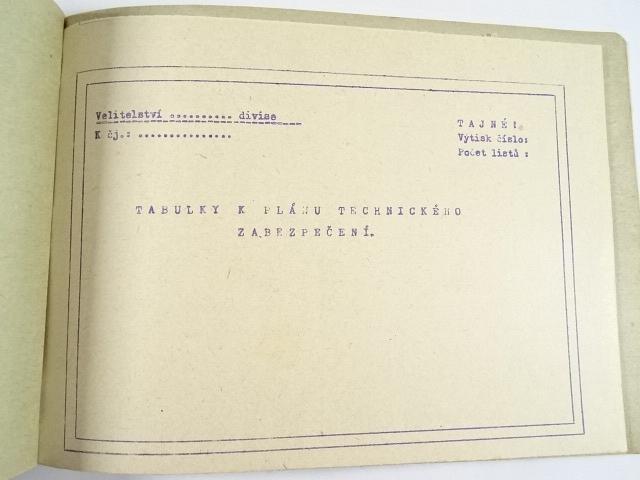 Velitelství .......... divise
K čj.: ...............
TAJNÉ!
Výtisk číslo:
Počet listů :
TABULKY K PLÁNU TECHNICKÉHO
ZABEZPEČENÍ.